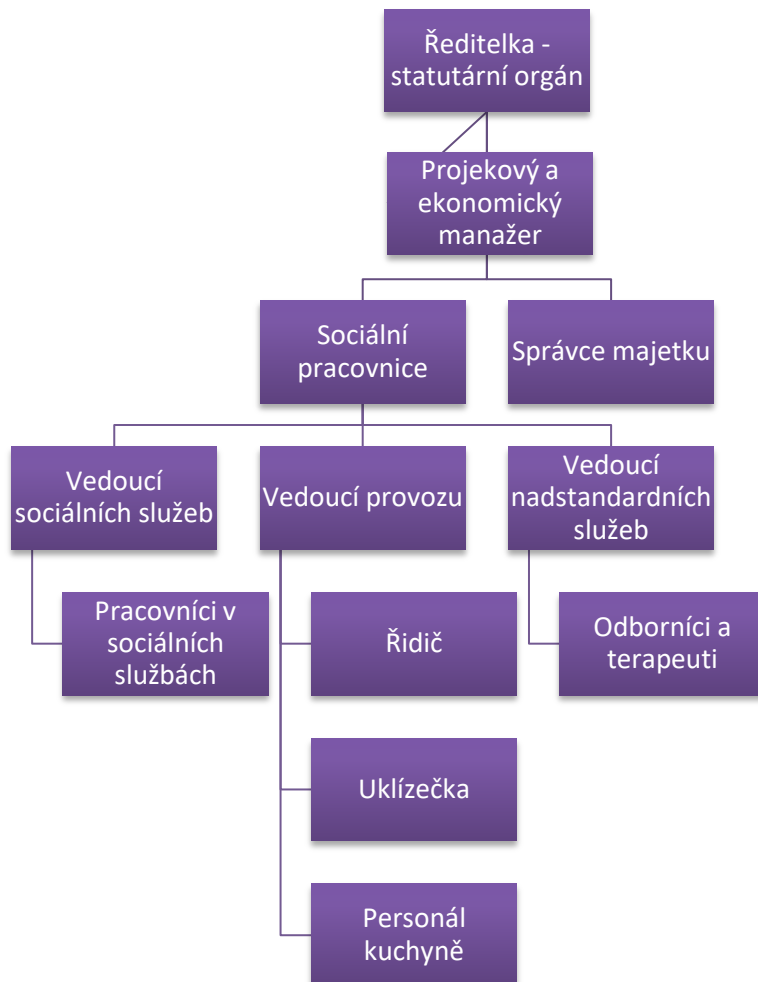 Ředitelka -
statutární orgán
Projekový a
ekonomický
manažer
Sociální
pracovnice
Správce majetku
Vedoucí
sociálních služeb
Vedoucí provozu
Vedoucí
nadstandardních
služeb
Pracovníci v
sociálních
službách
Řidič
Odborníci a
terapeuti
Uklízečka
Personál
kuchyně